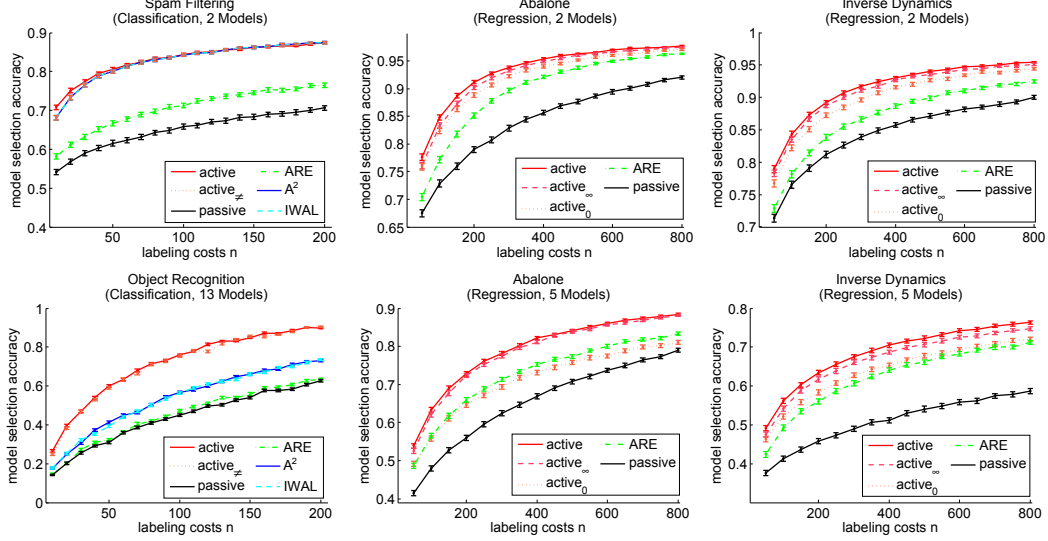 Spam Filtering
(Classification, 2 Models)
model selection accuracy
0.9
0.8
0.7
0.6
0.5
0.4
50
100
150
200
labeling costs n
active
active≠
passive
ARE
A²
IWAL
Abalone
(Regression, 2 Models)
model selection accuracy
0.95
0.9
0.85
0.8
0.75
0.7
0.65
200
400
600
800
labeling costs n
active
active∞
active0
ARE
passive
Inverse Dynamics
(Regression, 2 Models)
model selection accuracy
1
0.95
0.9
0.85
0.8
0.75
0.7
200
400
600
800
labeling costs n
active
active∞
active0
ARE
passive
Object Recognition
(Classification, 13 Models)
model selection accuracy
1
0.8
0.6
0.4
0.2
0
50
100
150
200
labeling costs n
active
active≠
passive
ARE
A²
IWAL
Abalone
(Regression, 5 Models)
model selection accuracy
0.9
0.8
0.7
0.6
0.5
0.4
200
400
600
800
labeling costs n
active
active∞
active0
ARE
passive
Inverse Dynamics
(Regression, 5 Models)
model selection accuracy
0.8
0.7
0.6
0.5
0.4
200
400
600
800
labeling costs n
active
active∞
active0
ARE
passive